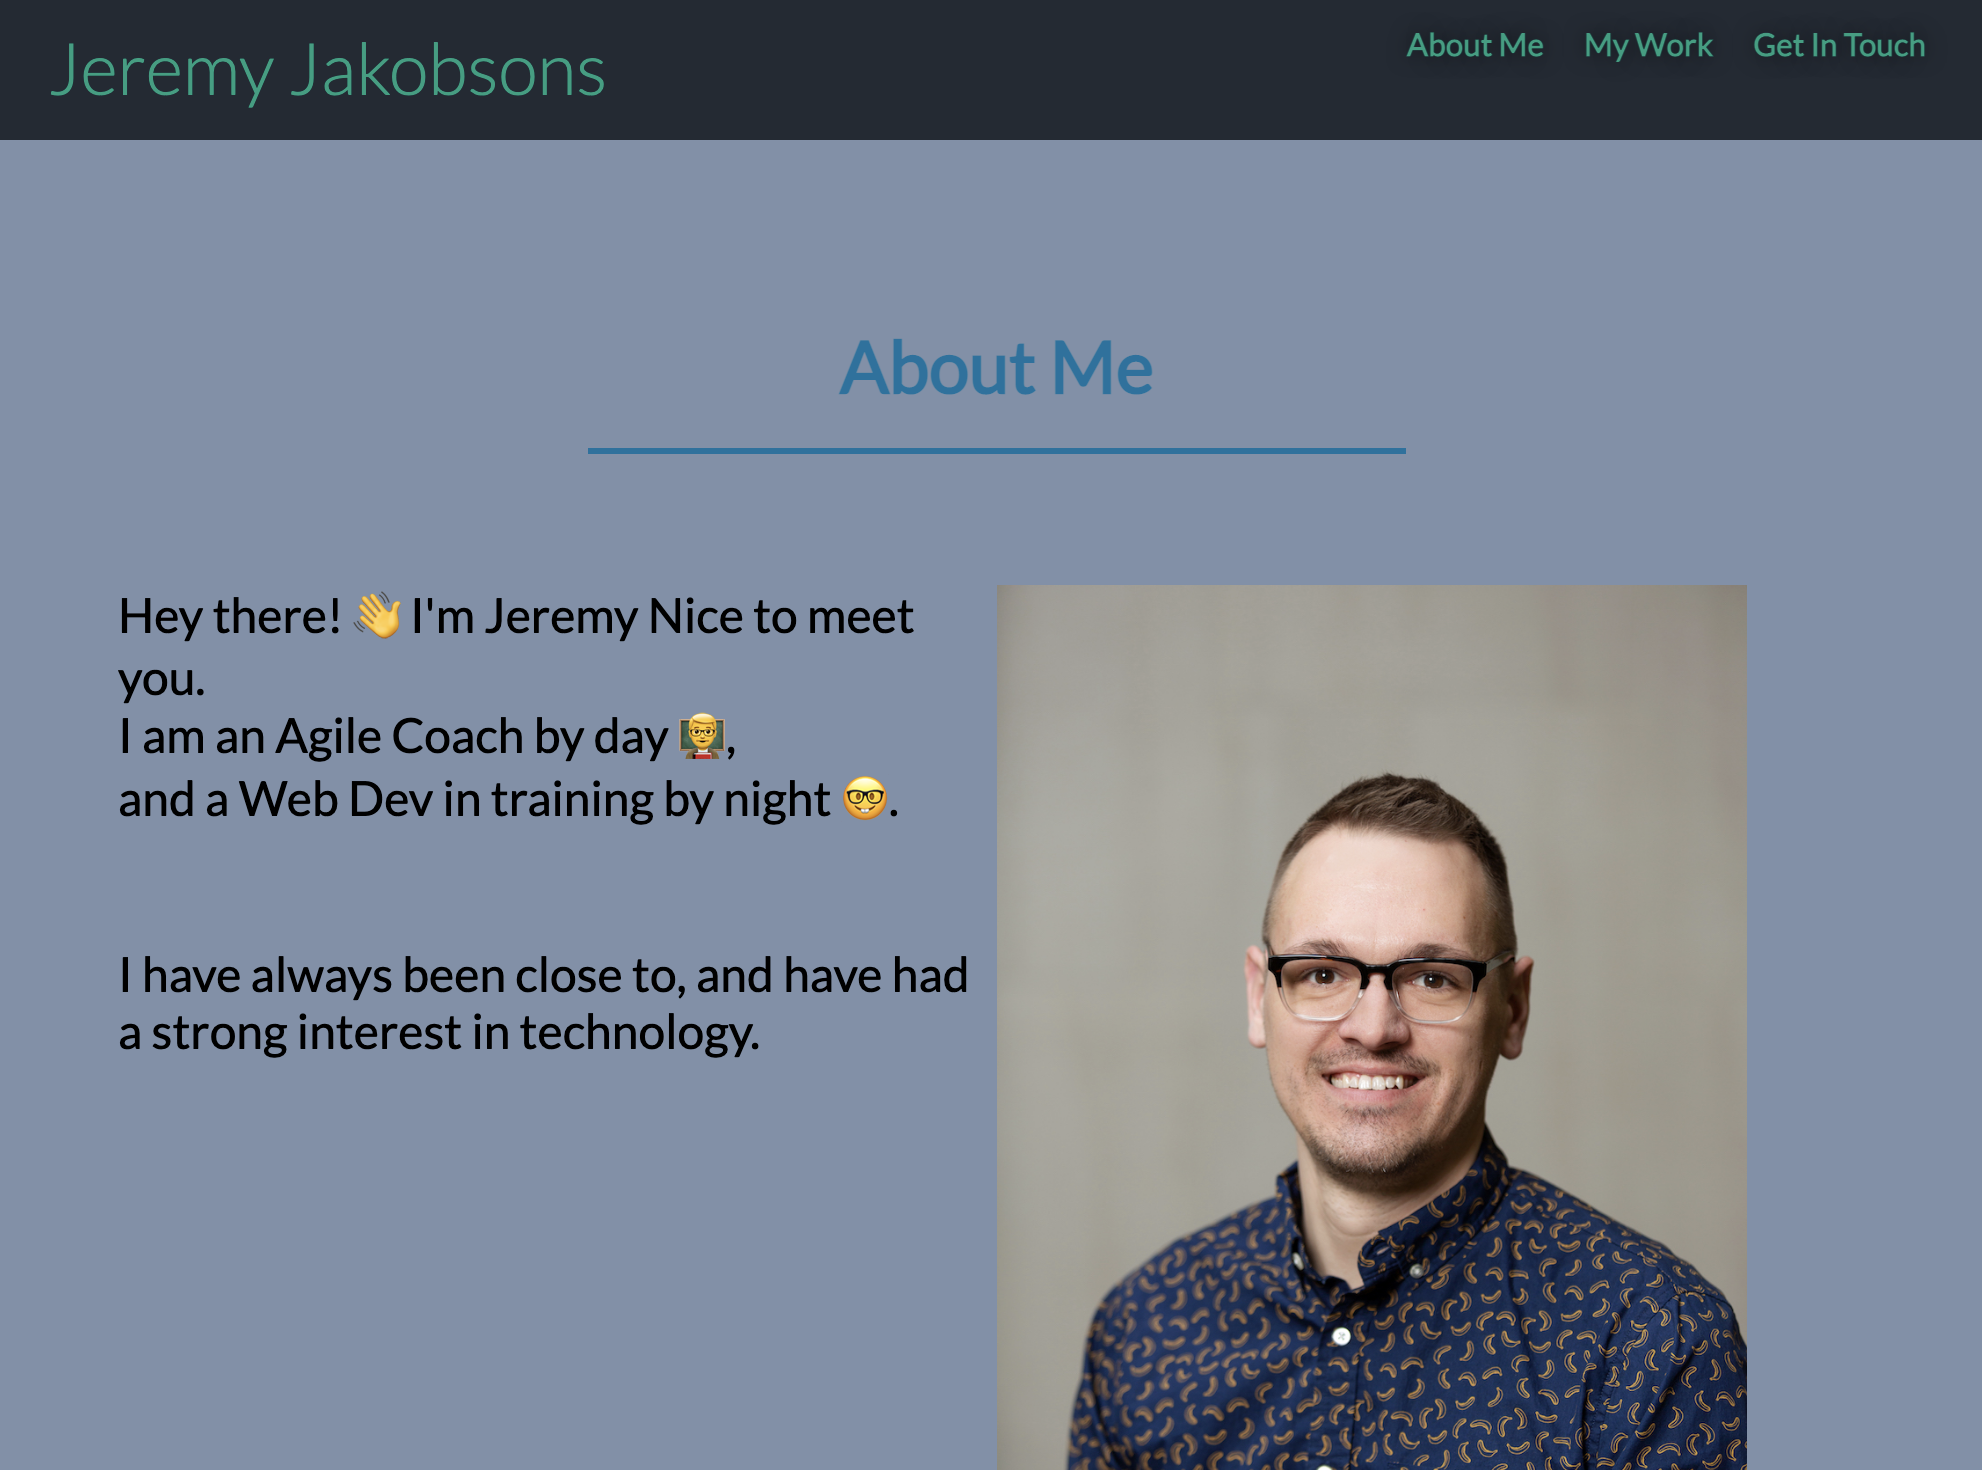 Jeremy Jakobsons
About Me
My Work
Get In Touch
About Me
Hey there! 👋 I'm Jeremy Nice to meet
you.
I am an Agile Coach by day 👨‍🏫,
and a Web Dev in training by night 🤓.
I have always been close to, and have had
a strong interest in technology.